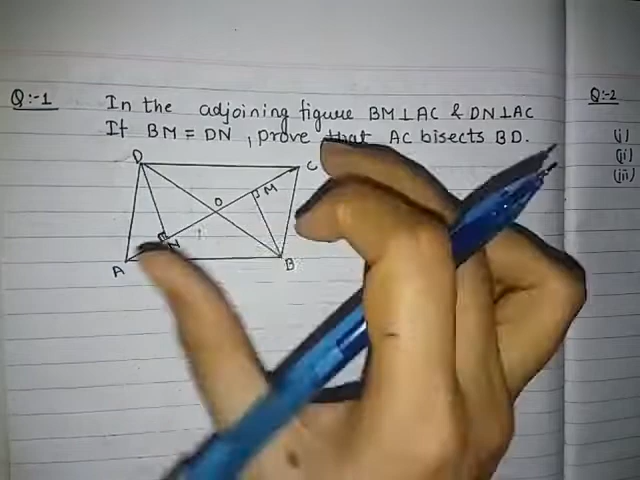 Q:-1
In the adjoining figure BM⊥AC & DN⊥AC
If BM = DN , prove that AC bisects BD.
D
C
M
O
N
A
B
Q:-2
(i)
(ii)
(iii)